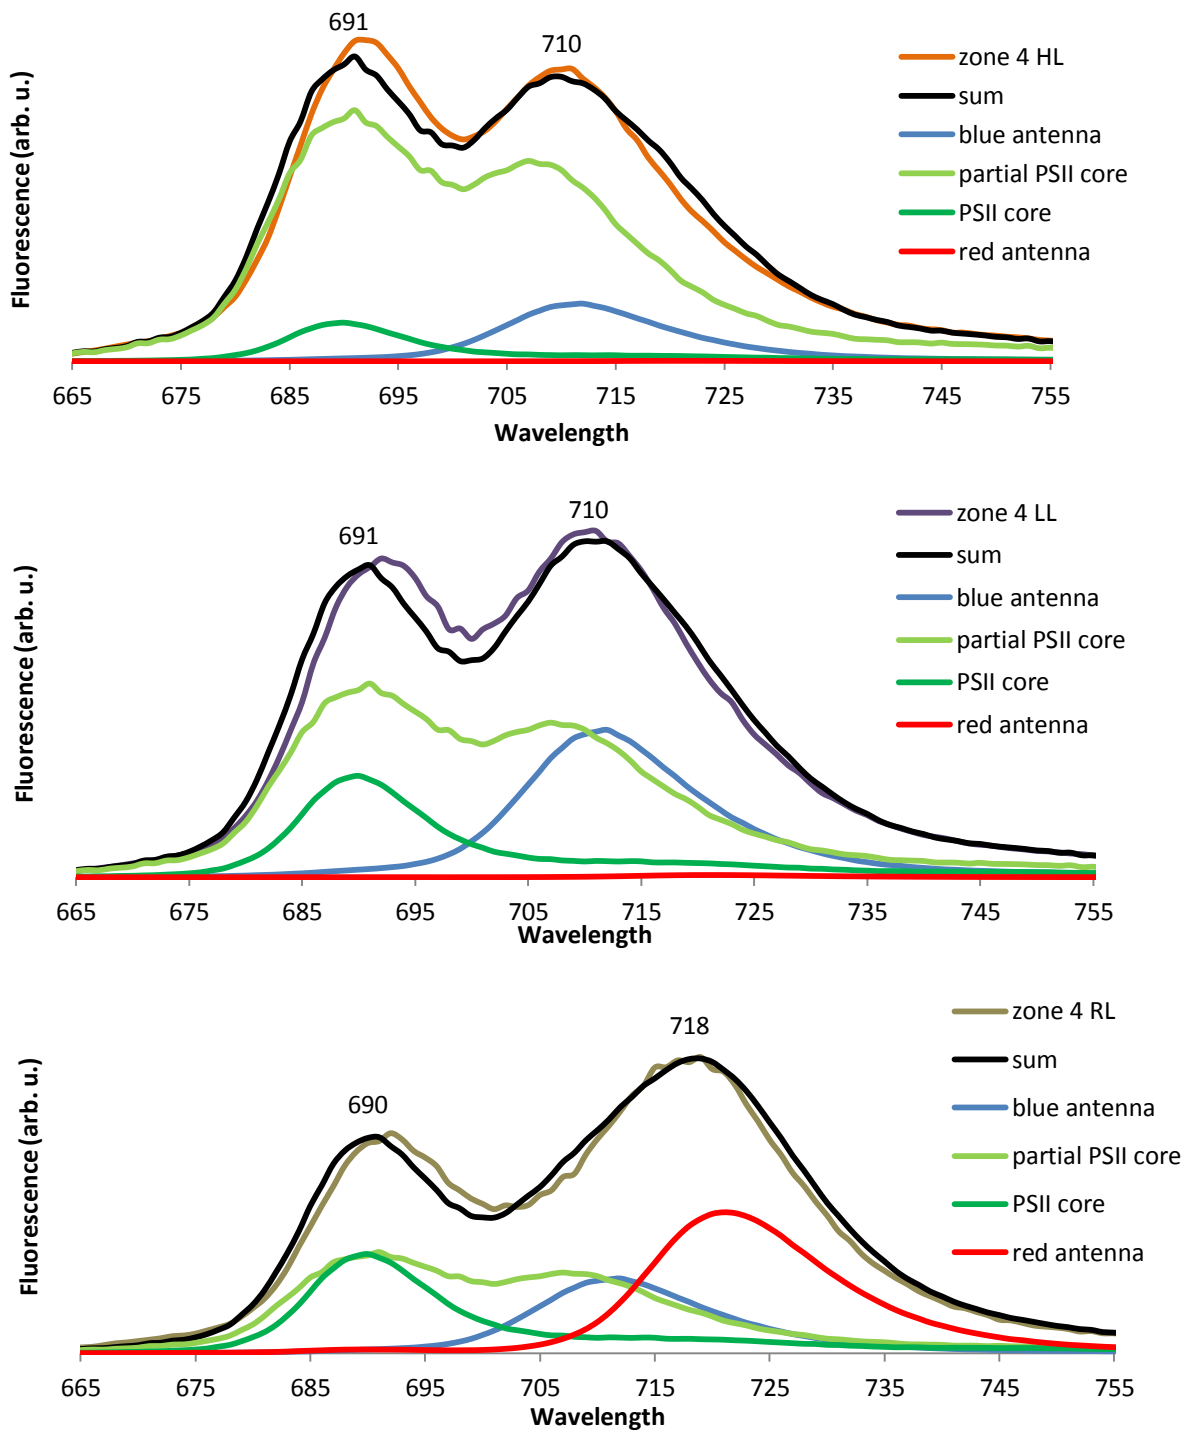 691
710
Fluorescence (arb. u.)
zone 4 HL
sum
blue antenna
partial PSII core
PSII core
red antenna
665 675 685 695 705 715 725 735 745 755
Wavelength
691
710
Fluorescence (arb. u.)
zone 4 LL
sum
blue antenna
partial PSII core
PSII core
red antenna
665 675 685 695 705 715 725 735 745 755
Wavelength
690
718
Fluorescence (arb. u.)
zone 4 RL
sum
blue antenna
partial PSII core
PSII core
red antenna
665 675 685 695 705 715 725 735 745 755
Wavelength